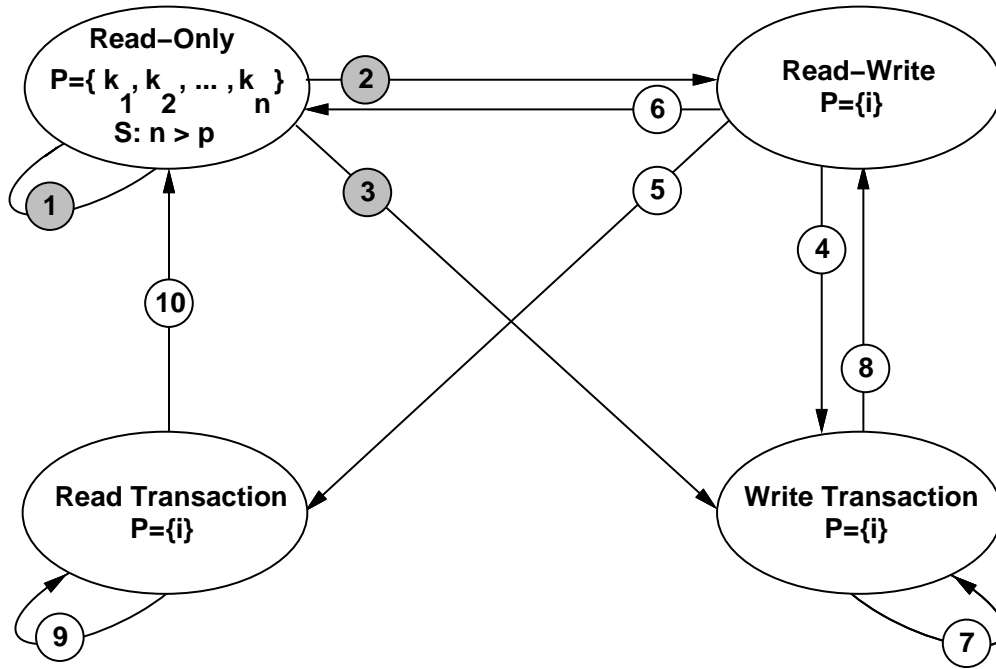 Read–Only
P={ k1, k2, ... , kn }
S: n > p
Read–Write
P={i}
2
6
1
3
5
4
10
8
Read Transaction
P={i}
Write Transaction
P={i}
9
7